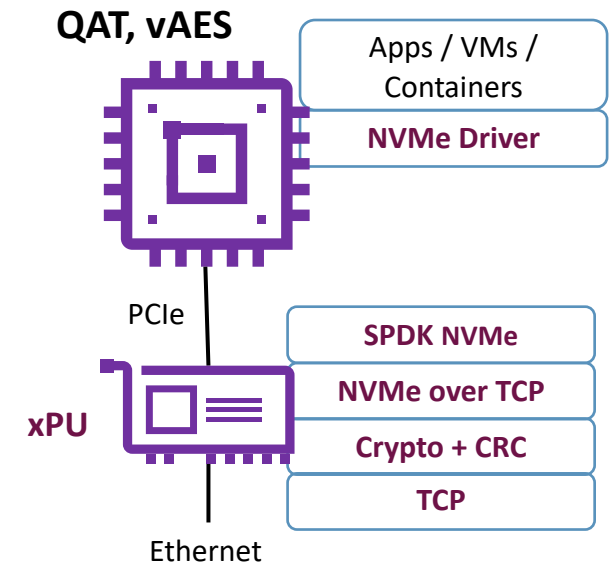 QAT, vAES
Apps / VMs /
Containers
NVMe Driver
PCIe
SPDK NVMe
NVMe over TCP
xPU
Crypto + CRC
TCP
Ethernet